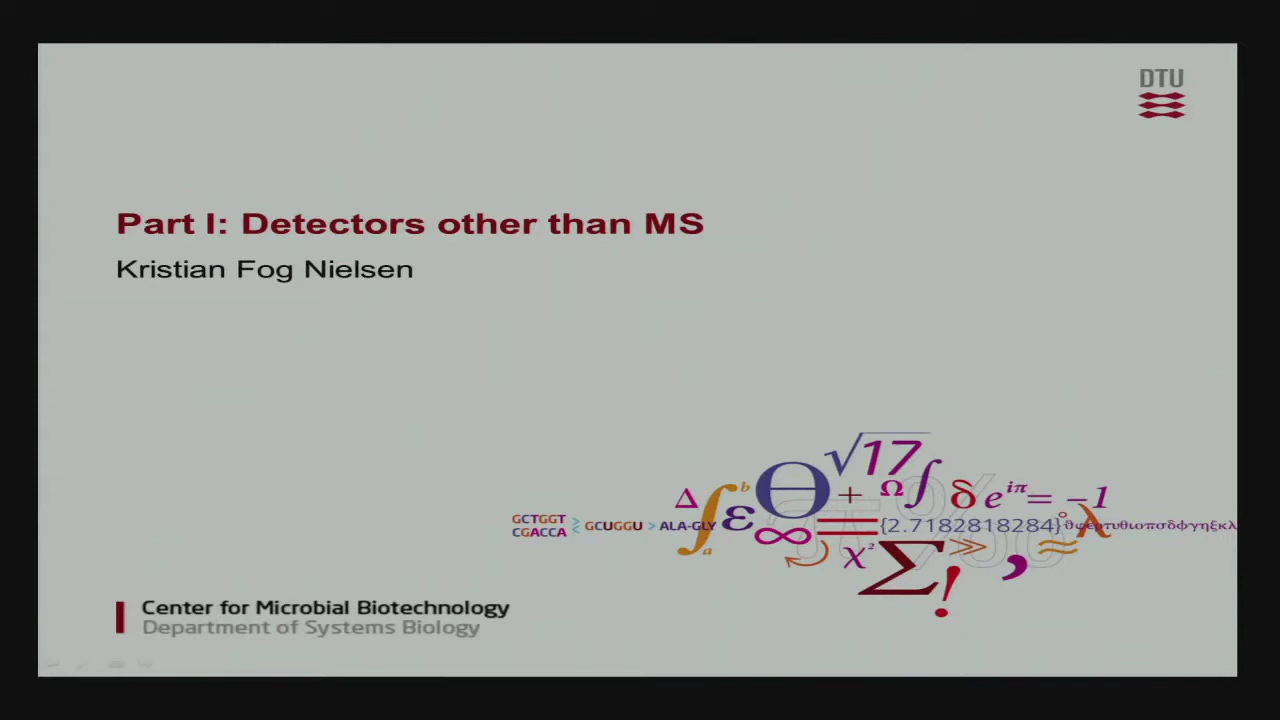 DTU
Part I: Detectors other than MS
Kristian Fog Nielsen
√17
Δ ∫ b a ε Θ + Ω ∫ δ e^iπ = −1
GCTGGT
CGACCA
GCUGGU > ALA-GLY
∞ = {2.7182818284} °
χ² Σ ! ≫ , ≈ λ
Center for Microbial Biotechnology
Department of Systems Biology